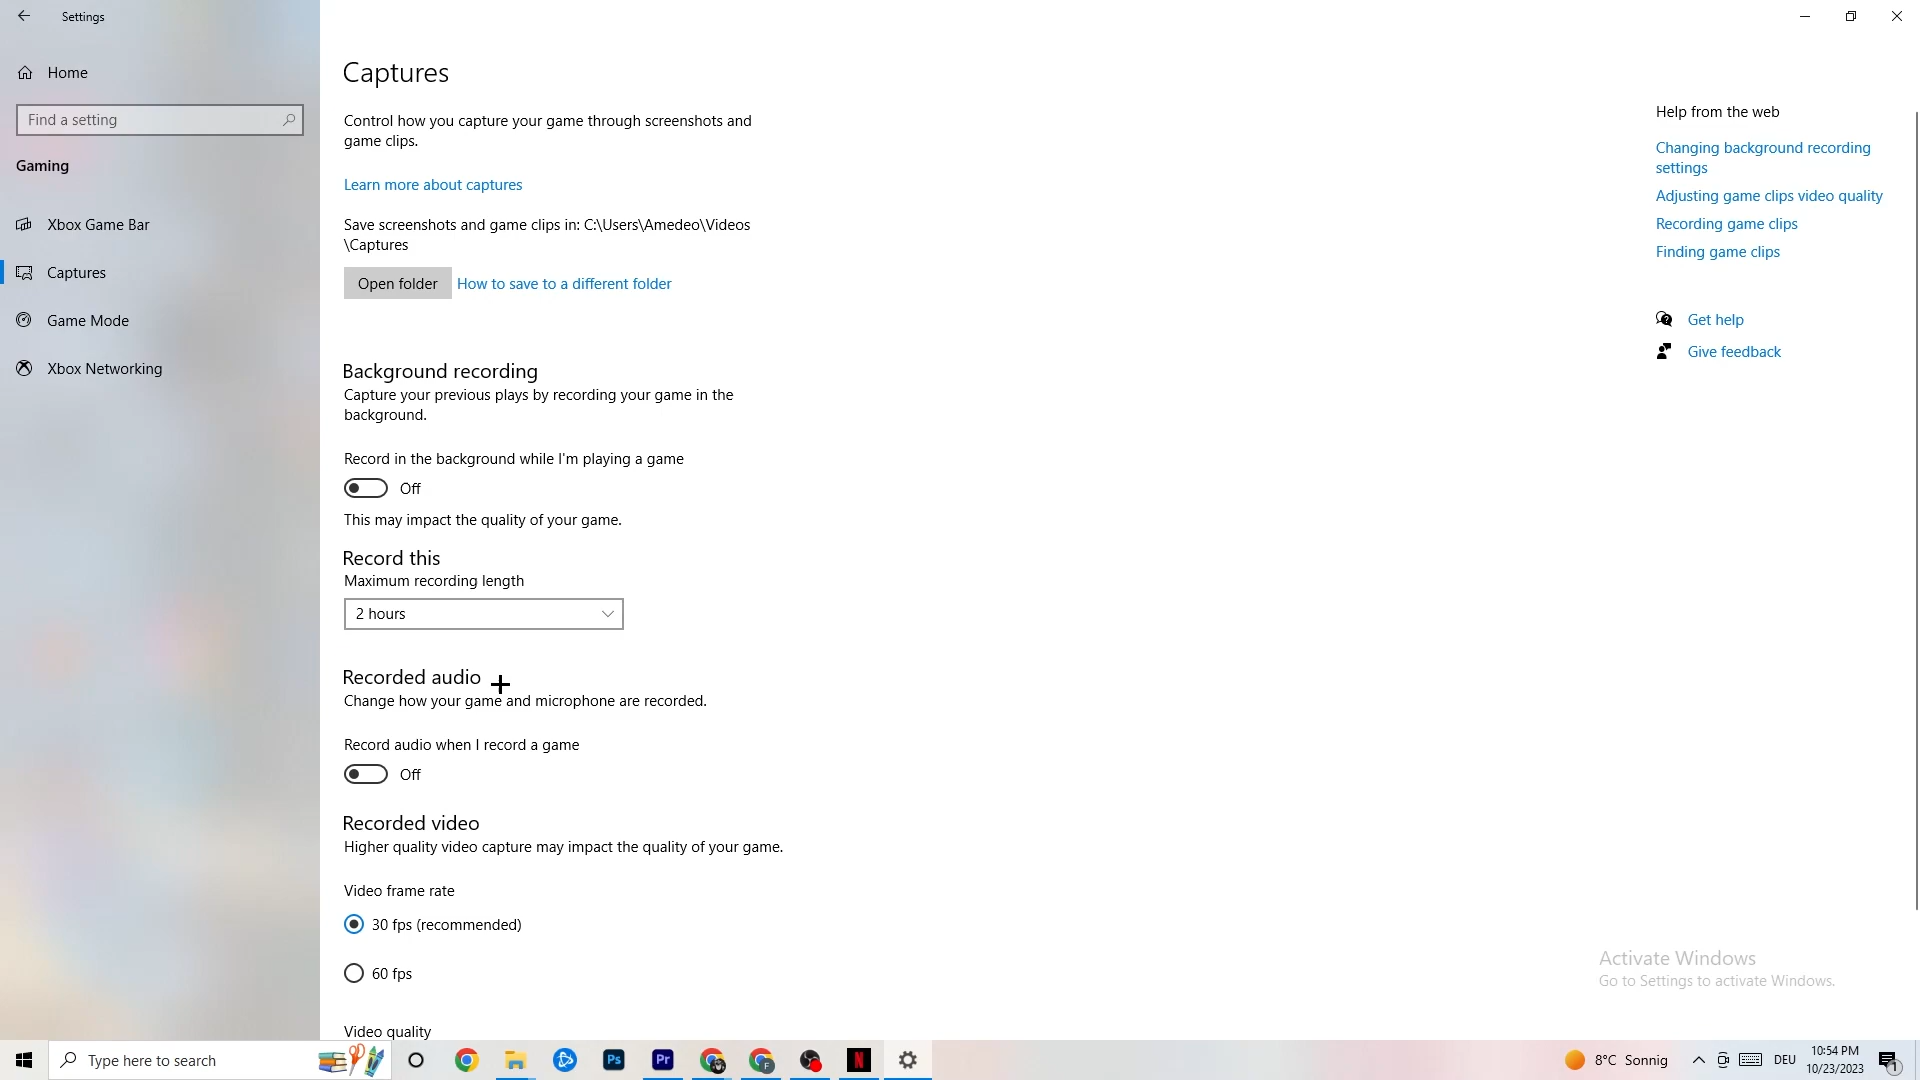 Settings
Home
Find a setting
Gaming
Xbox Game Bar
Captures
Game Mode
Xbox Networking
Captures
Control how you capture your game through screenshots and
game clips.
Learn more about captures
Save screenshots and game clips in: C:\Users\Amedeo\Videos
\Captures
Open folder
How to save to a different folder
Background recording
Capture your previous plays by recording your game in the
background.
Record in the background while I'm playing a game
Off
This may impact the quality of your game.
Record this
Maximum recording length
2 hours
Recorded audio
Change how your game and microphone are recorded.
Record audio when I record a game
Off
Recorded video
Higher quality video capture may impact the quality of your game.
Video frame rate
30 fps (recommended)
60 fps
Video quality
Help from the web
Changing background recording
settings
Adjusting game clips video quality
Recording game clips
Finding game clips
Get help
Give feedback
Activate Windows
Go to Settings to activate Windows.
Type here to search
Ps
Pr
F
N
8°C Sonnig
DEU
10:54 PM
10/23/2023
1